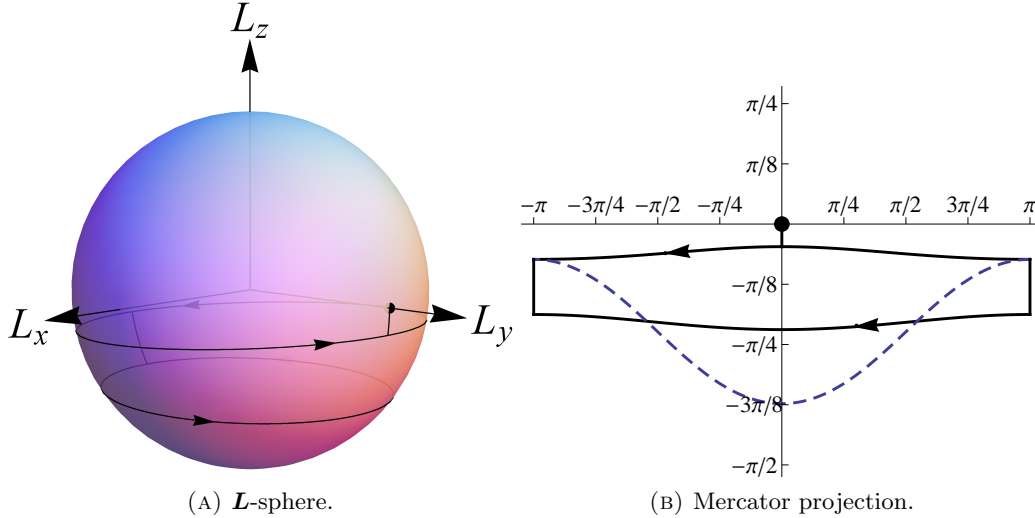 L_z
L_x
L_y
(A) L-sphere.
π/4
π/8
−π −3π/4 −π/2 −π/4 π/4 π/2 3π/4 π
−π/8
−π/4
−3π/8
−π/2
(B) Mercator projection.